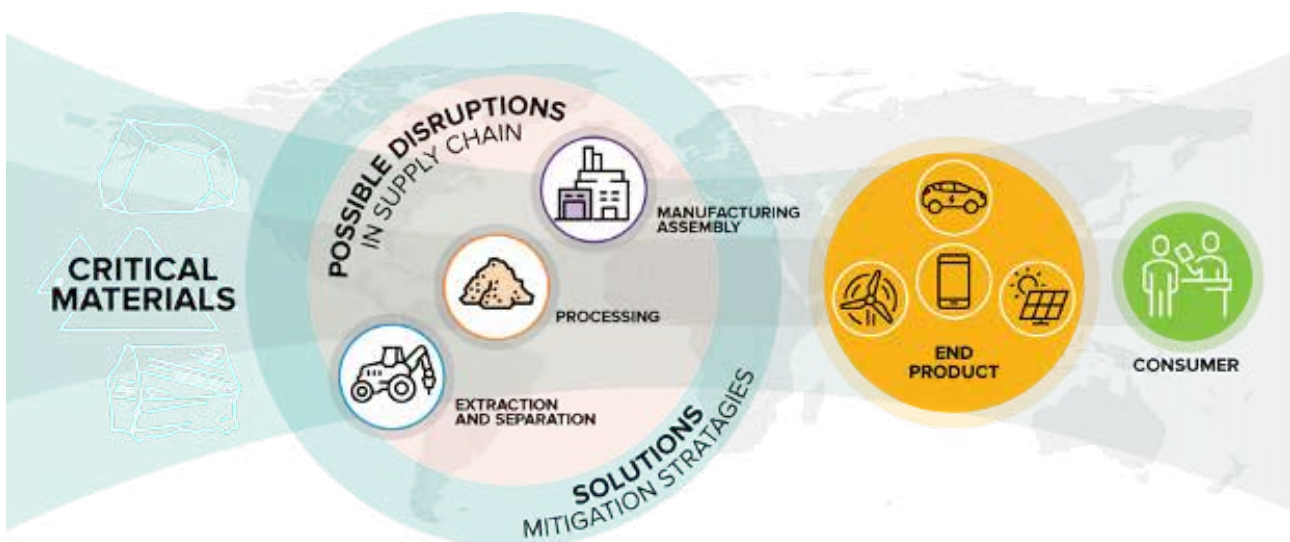 CRITICAL
MATERIALS
POSSIBLE DISRUPTIONS
IN SUPPLY CHAIN
MANUFACTURING
ASSEMBLY
PROCESSING
EXTRACTION
AND SEPARATION
SOLUTIONS
MITIGATION STRATAGIES
END
PRODUCT
CONSUMER